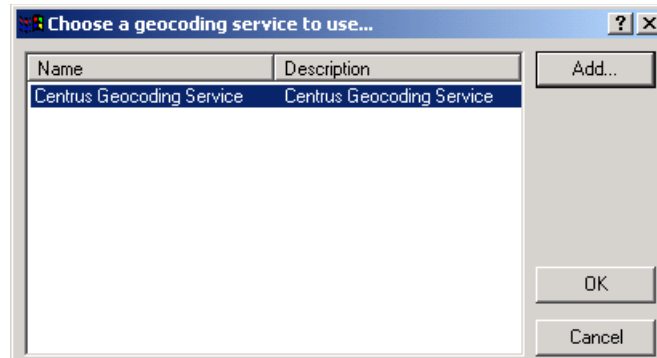 Choose a geocoding service to use...
Name Description Add...
Centrus Geocoding Service Centrus Geocoding Service
OK
Cancel